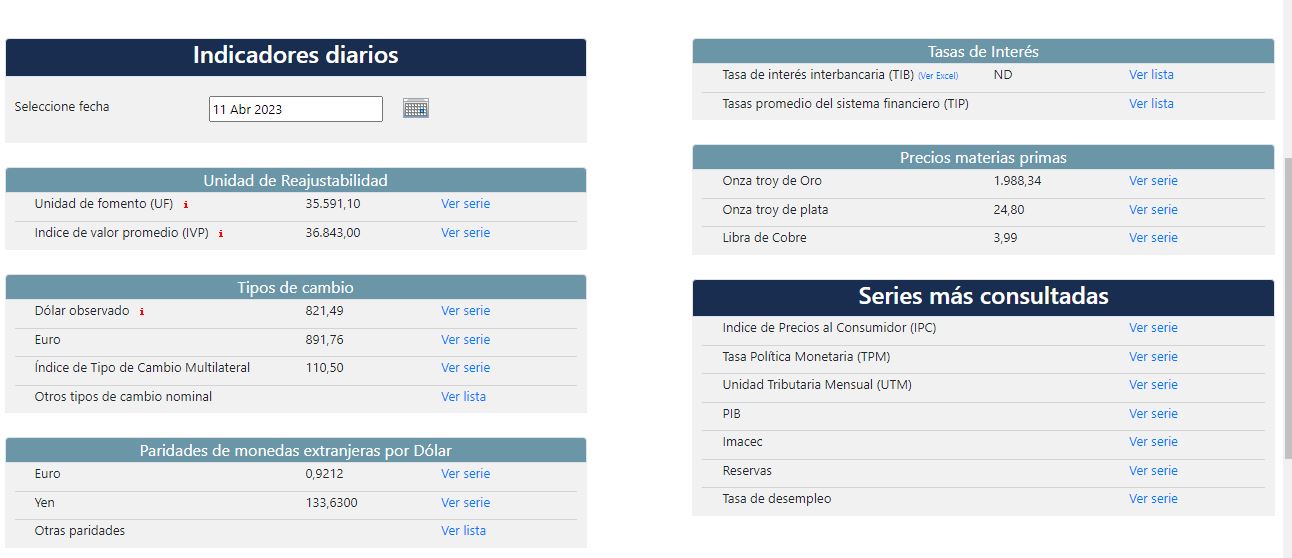 Indicadores diarios
Seleccione fecha 11 Abr 2023
Unidad de Reajustabilidad
Unidad de fomento (UF) i 35.591,10 Ver serie
Indice de valor promedio (IVP) i 36.843,00 Ver serie
Tipos de cambio
Dólar observado i 821,49 Ver serie
Euro 891,76 Ver serie
Índice de Tipo de Cambio Multilateral 110,50 Ver serie
Otros tipos de cambio nominal Ver lista
Paridades de monedas extranjeras por Dólar
Euro 0,9212 Ver serie
Yen 133,6300 Ver serie
Otras paridades Ver lista
Tasas de Interés
Tasa de interés interbancaria (TIB) (Ver Excel) ND Ver lista
Tasas promedio del sistema financiero (TIP) Ver lista
Precios materias primas
Onza troy de Oro 1.988,34 Ver serie
Onza troy de plata 24,80 Ver serie
Libra de Cobre 3,99 Ver serie
Series más consultadas
Indice de Precios al Consumidor (IPC) Ver serie
Tasa Política Monetaria (TPM) Ver serie
Unidad Tributaria Mensual (UTM) Ver serie
PIB Ver serie
Imacec Ver serie
Reservas Ver serie
Tasa de desempleo Ver serie